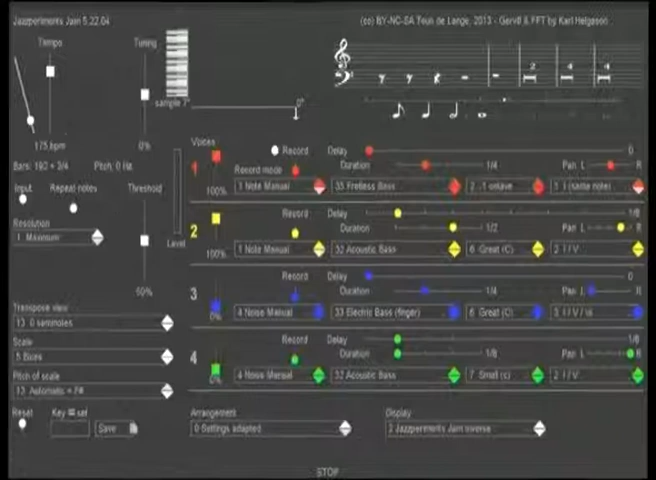 Jazzperiments Jam 5.22.04
(cc) BY-NC-SA Teun de Lange, 2013 - Gervill & FFT by Karl Helgason
Tempo Tuning
sample 7"
0"
2 4 4
175 bpm 0%
Bars: 192 + 3/4 Pitch: 0 Hz
Input Repeat notes Threshold
Resolution
1 Maximum
Level
60%
Voices
1 Record Delay 0
Record mode Duration 1/4 Pan L R
100% 1 Note Manual 35 Fretless Bass 2 -1 octave 1 I (same note)
2 Record Delay 1/8
Duration 1/2 Pan L R
100% 1 Note Manual 32 Acoustic Bass 6 Great (C) 2 I / V
3 Record Delay 0
Duration 1/4 Pan L R
0% 4 Noise Manual 33 Electric Bass (finger) 6 Great (C)
4 Record Delay 1/8
Duration 1/8 Pan L R
0% 4 Noise Manual 32 Acoustic Bass 7 Small (c) 2 I / V
Transpose view
13 0 semitones
Scale
5 Blues
Pitch of scale
13 Automatic = F#
Reset Key = sel
Save
Arrangement
0 Settings adapted
Display
2 Jazzperiments Jam inverse
STOP